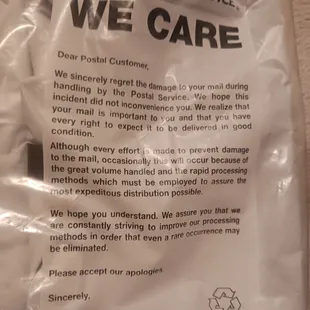 WE CARE
Dear Postal Customer,
We sincerely regret the damage to your mail during
handling by the Postal Service. We hope this
incident did not inconvenience you. We realize that
your mail is important to you and that you have
every right to expect it to be delivered in good
condition.
Although every effort is made to prevent damage
to the mail, occasionally this will occur because of
the great volume handled and the rapid processing
methods which must be employed to assure the
most expeditous distribution possible.
We hope you understand. We assure you that we
are constantly striving to improve our processing
methods in order that even a rare occurrence may
be eliminated.
Please accept our apologies.
Sincerely,